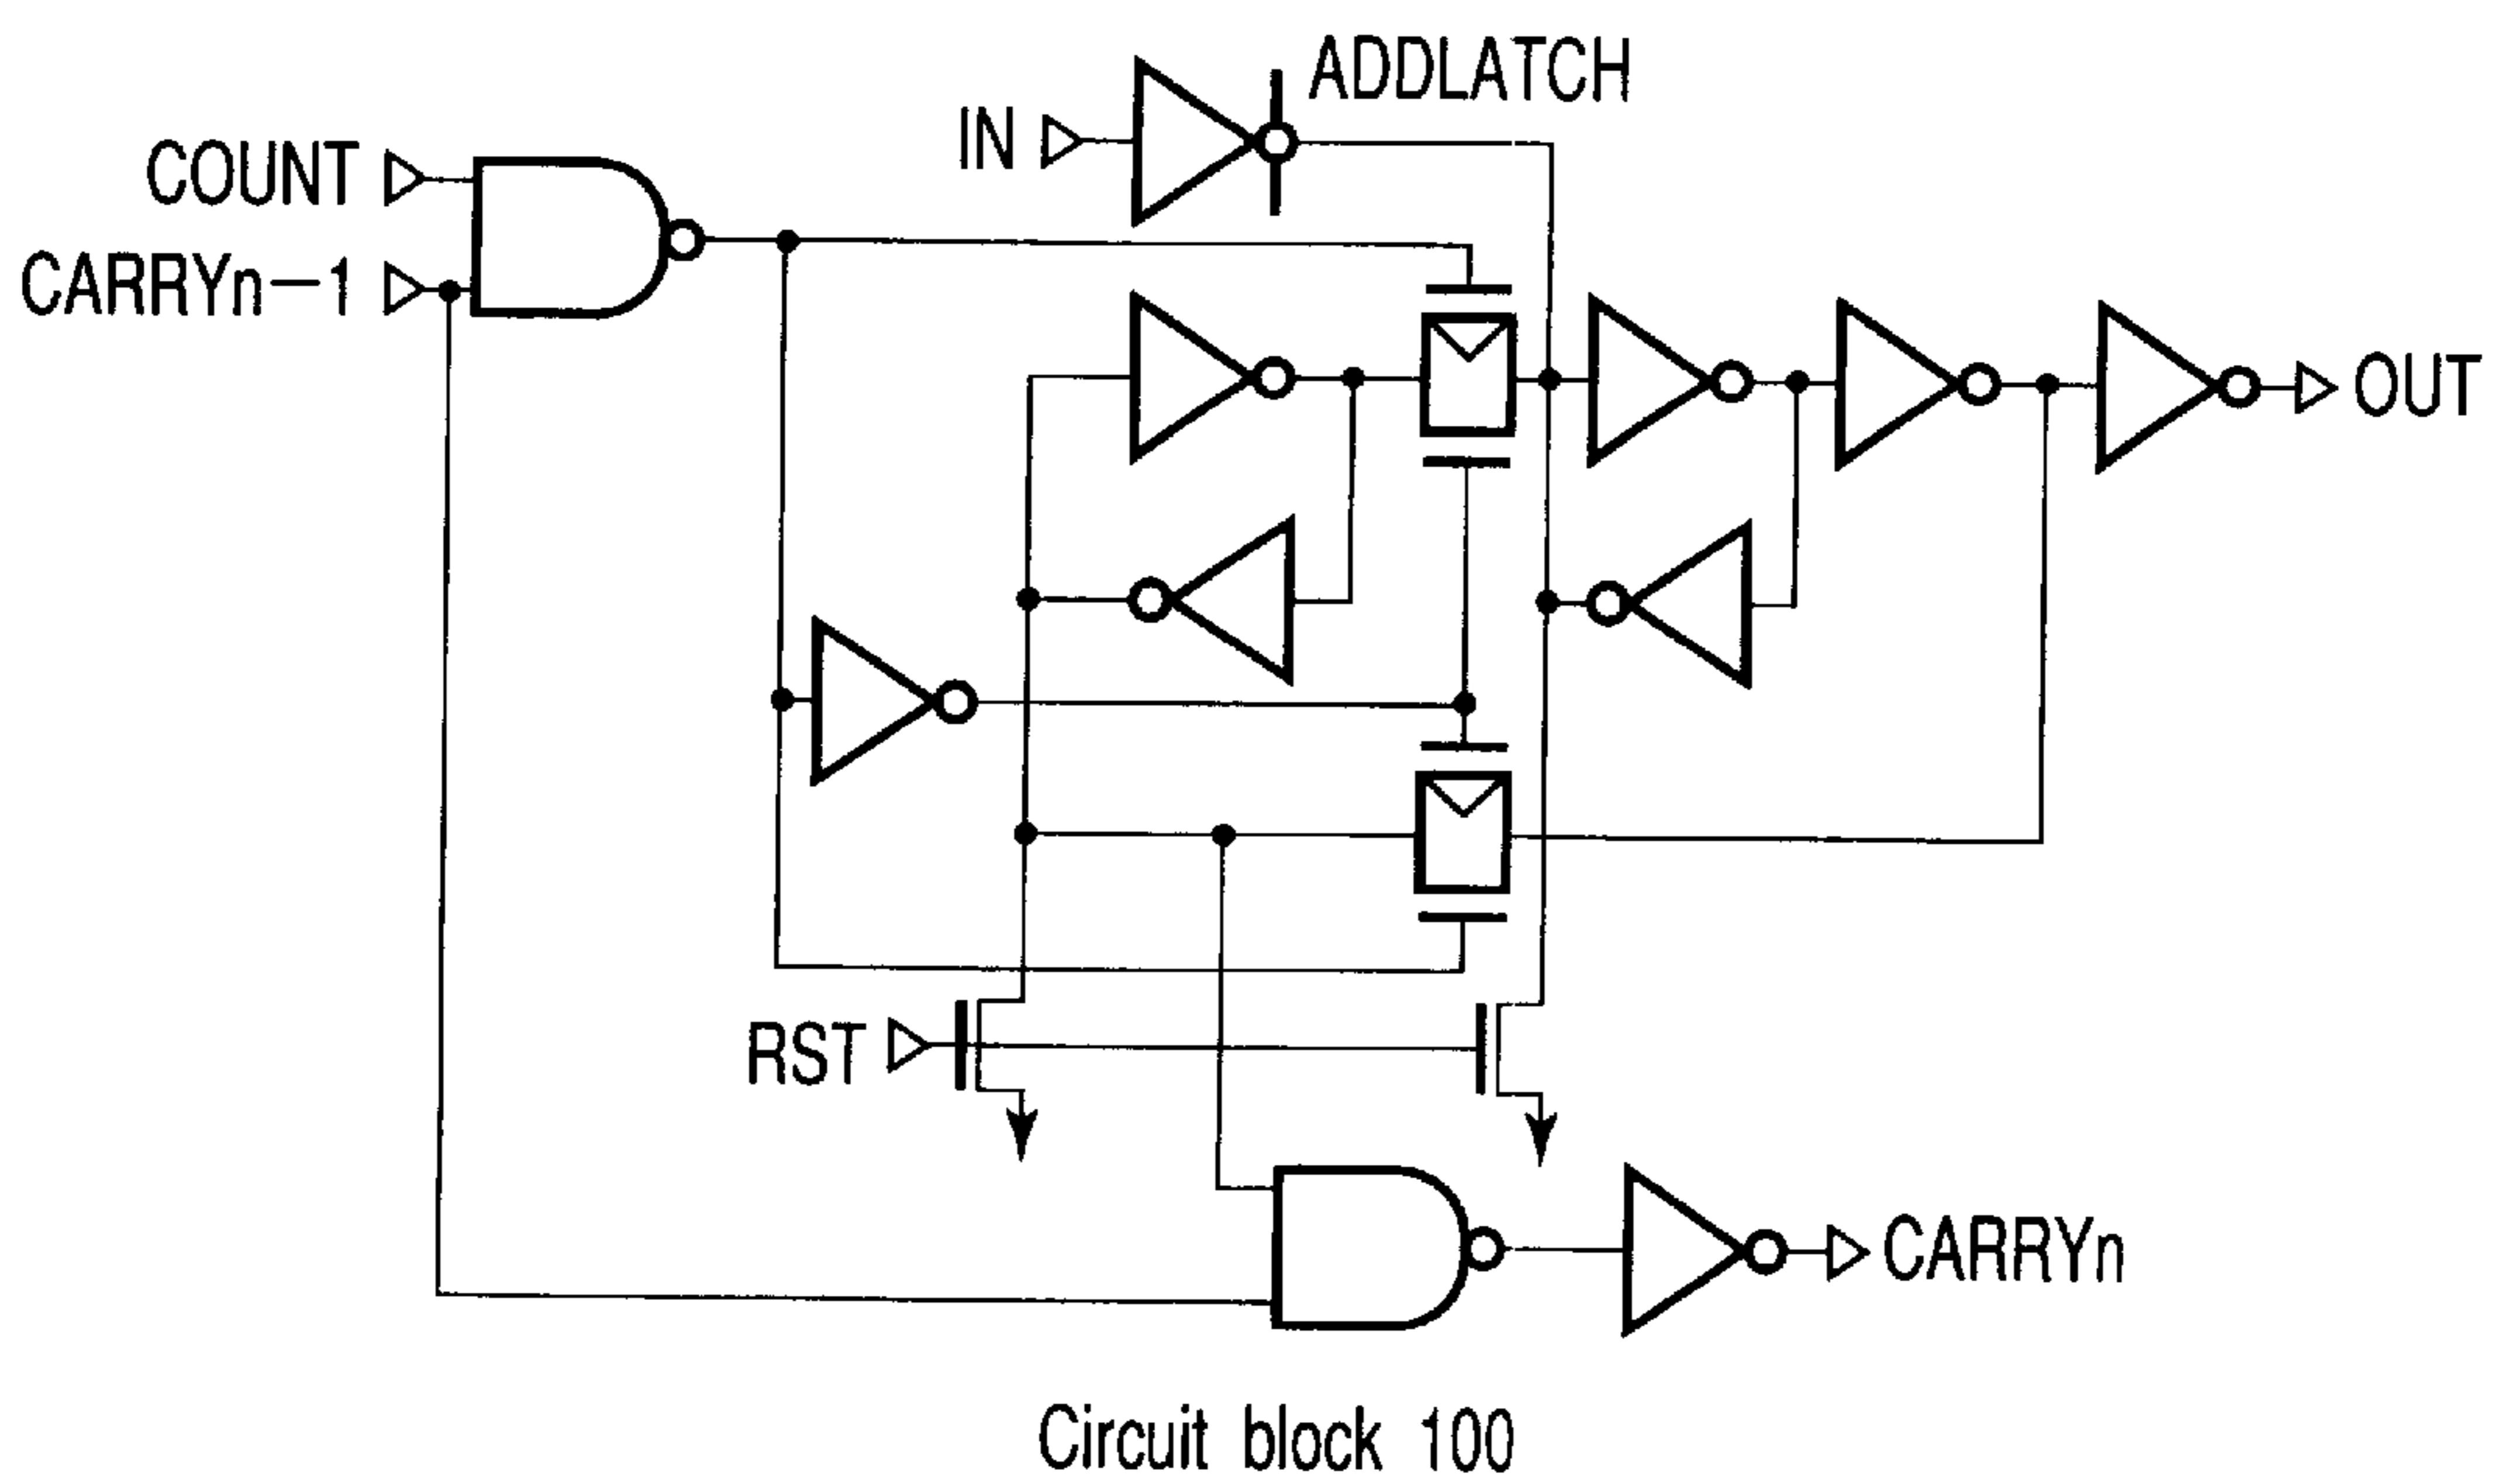 ADDLATCH
IN
COUNT
CARRYn−1
OUT
RST
CARRYn
Circuit block 100